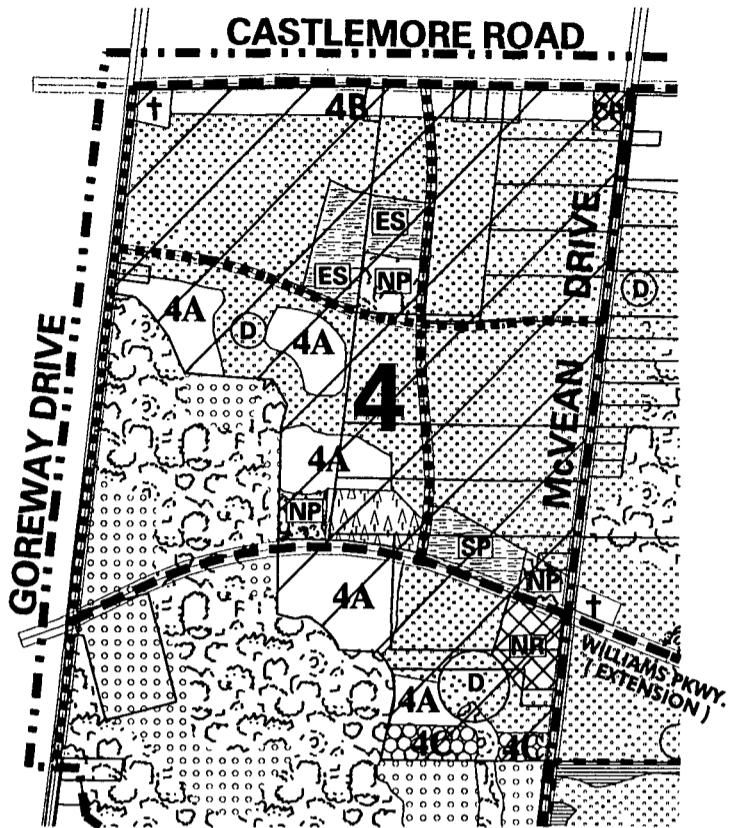 CASTLEMORE ROAD
4B
ES
ES
NP
4A
D
4A
D
DRIVE
4
McVEAN
GOREWAY DRIVE
4A
NP
SP
NP
4A
NR
WILLIAMS PKWY.
( EXTENSION )
D
4A
4C
4C